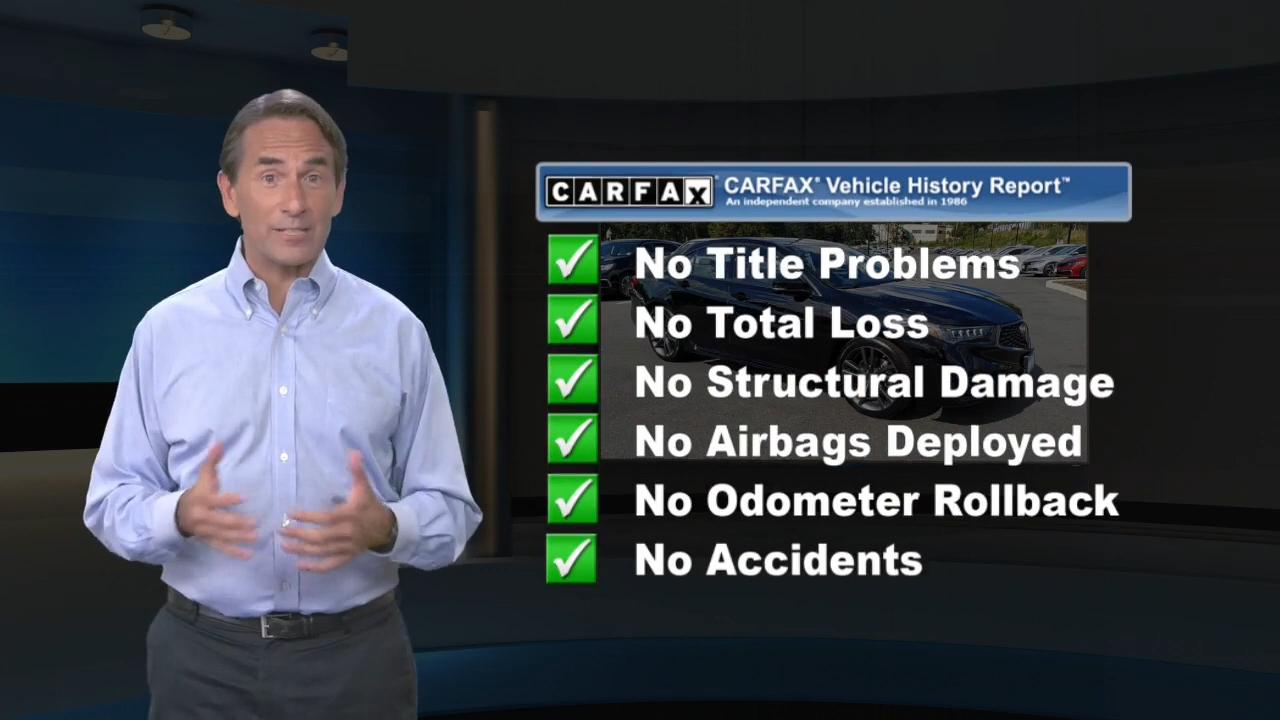 CARFAX® CARFAX® Vehicle History Report™
An independent company established in 1986
No Title Problems
No Total Loss
No Structural Damage
No Airbags Deployed
No Odometer Rollback
No Accidents